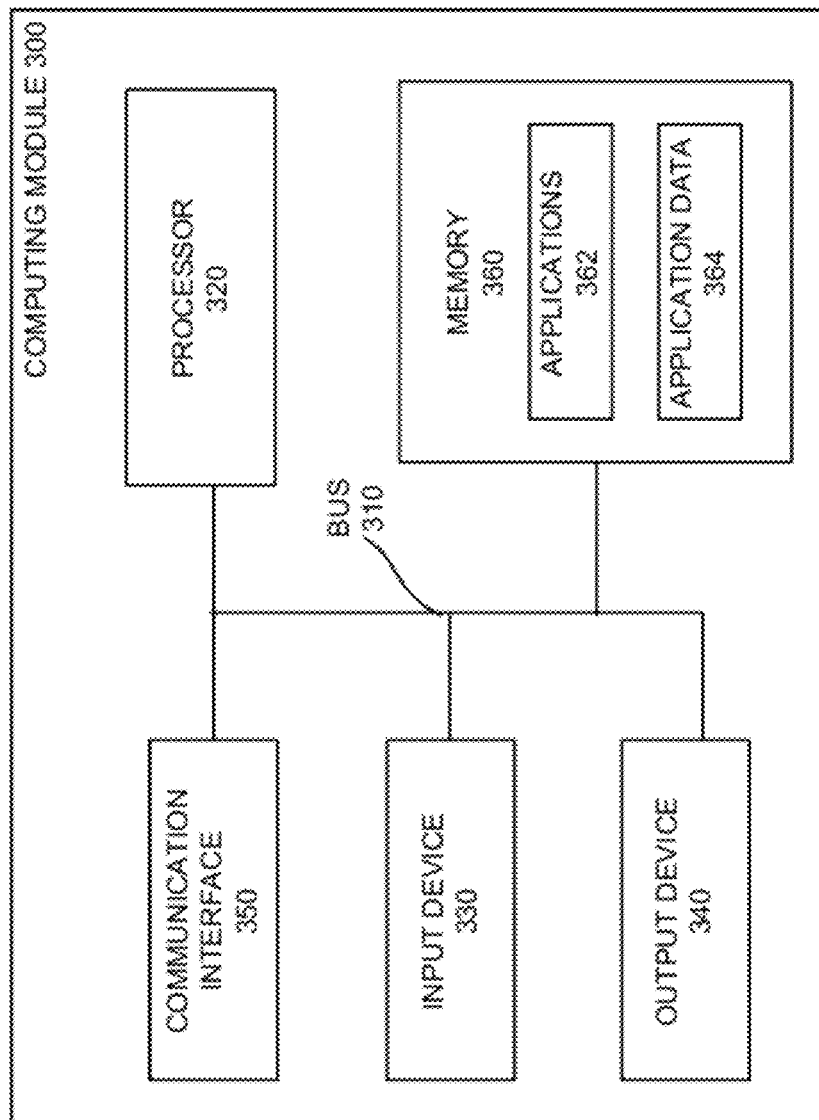 COMPUTING MODULE 300
PROCESSOR
320
MEMORY
360
APPLICATIONS
362
APPLICATION DATA
364
BUS
310
COMMUNICATION
INTERFACE
350
INPUT DEVICE
330
OUTPUT DEVICE
340